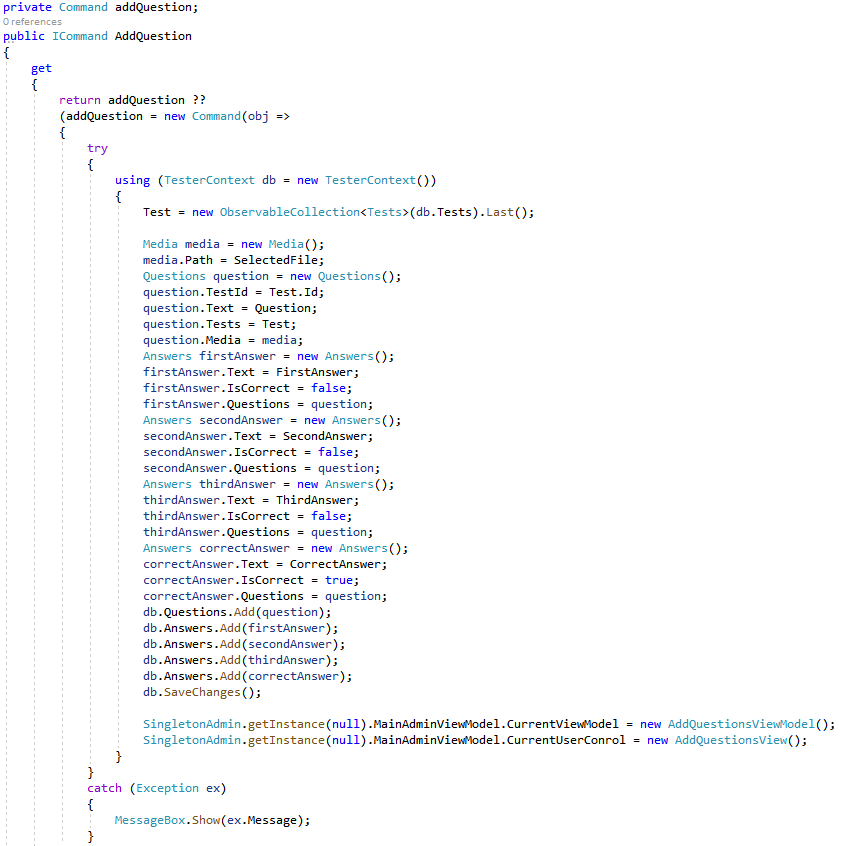 private Command addQuestion;
0 references
public ICommand AddQuestion
{
get
{
return addQuestion ??
(addQuestion = new Command(obj =>
{
try
{
using (TesterContext db = new TesterContext())
{
Test = new ObservableCollection<Tests>(db.Tests).Last();
Media media = new Media();
media.Path = SelectedFile;
Questions question = new Questions();
question.TestId = Test.Id;
question.Text = Question;
question.Tests = Test;
question.Media = media;
Answers firstAnswer = new Answers();
firstAnswer.Text = FirstAnswer;
firstAnswer.IsCorrect = false;
firstAnswer.Questions = question;
Answers secondAnswer = new Answers();
secondAnswer.Text = SecondAnswer;
secondAnswer.IsCorrect = false;
secondAnswer.Questions = question;
Answers thirdAnswer = new Answers();
thirdAnswer.Text = ThirdAnswer;
thirdAnswer.IsCorrect = false;
thirdAnswer.Questions = question;
Answers correctAnswer = new Answers();
correctAnswer.Text = CorrectAnswer;
correctAnswer.IsCorrect = true;
correctAnswer.Questions = question;
db.Questions.Add(question);
db.Answers.Add(firstAnswer);
db.Answers.Add(secondAnswer);
db.Answers.Add(thirdAnswer);
db.Answers.Add(correctAnswer);
db.SaveChanges();
SingletonAdmin.getInstance(null).MainAdminViewModel.CurrentViewModel = new AddQuestionsViewModel();
SingletonAdmin.getInstance(null).MainAdminViewModel.CurrentUserConrol = new AddQuestionsView();
}
}
catch (Exception ex)
{
MessageBox.Show(ex.Message);
}